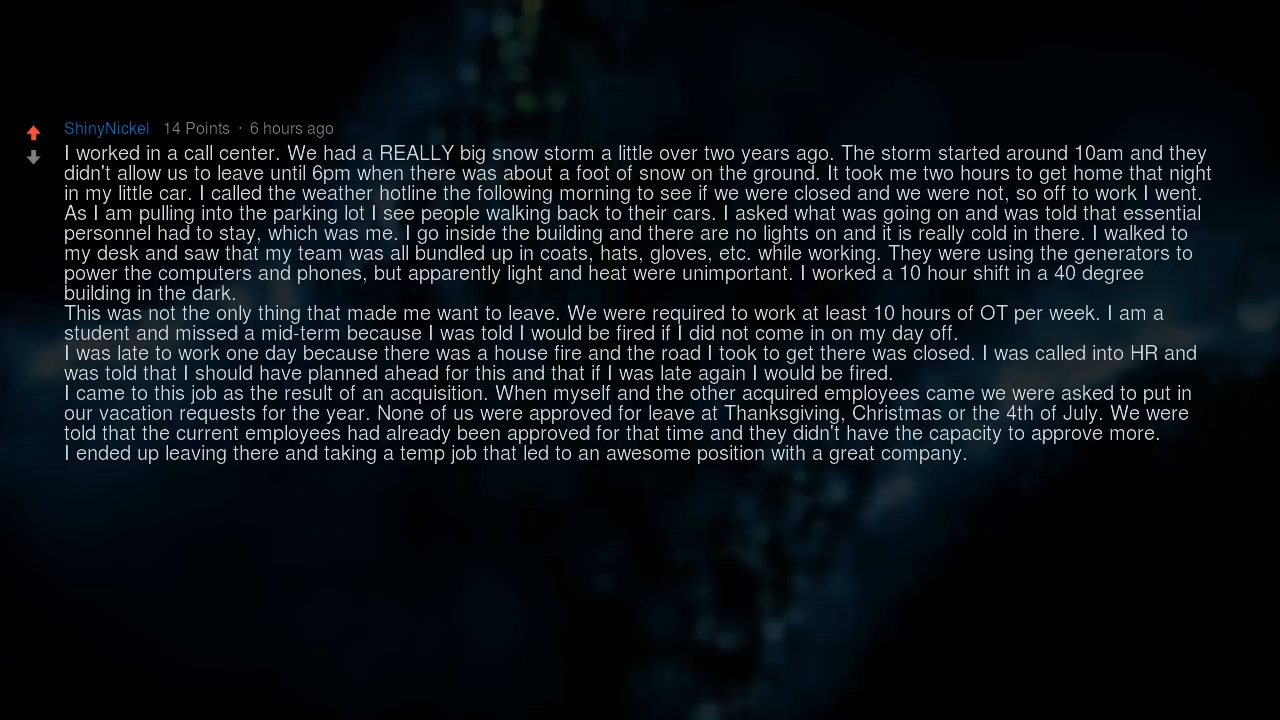 ShinyNickel 14 Points · 6 hours ago
I worked in a call center. We had a REALLY big snow storm a little over two years ago. The storm started around 10am and they
didn't allow us to leave until 6pm when there was about a foot of snow on the ground. It took me two hours to get home that night
in my little car. I called the weather hotline the following morning to see if we were closed and we were not, so off to work I went.
As I am pulling into the parking lot I see people walking back to their cars. I asked what was going on and was told that essential
personnel had to stay, which was me. I go inside the building and there are no lights on and it is really cold in there. I walked to
my desk and saw that my team was all bundled up in coats, hats, gloves, etc. while working. They were using the generators to
power the computers and phones, but apparently light and heat were unimportant. I worked a 10 hour shift in a 40 degree
building in the dark.
This was not the only thing that made me want to leave. We were required to work at least 10 hours of OT per week. I am a
student and missed a mid-term because I was told I would be fired if I did not come in on my day off.
I was late to work one day because there was a house fire and the road I took to get there was closed. I was called into HR and
was told that I should have planned ahead for this and that if I was late again I would be fired.
I came to this job as the result of an acquisition. When myself and the other acquired employees came we were asked to put in
our vacation requests for the year. None of us were approved for leave at Thanksgiving, Christmas or the 4th of July. We were
told that the current employees had already been approved for that time and they didn't have the capacity to approve more.
I ended up leaving there and taking a temp job that led to an awesome position with a great company.